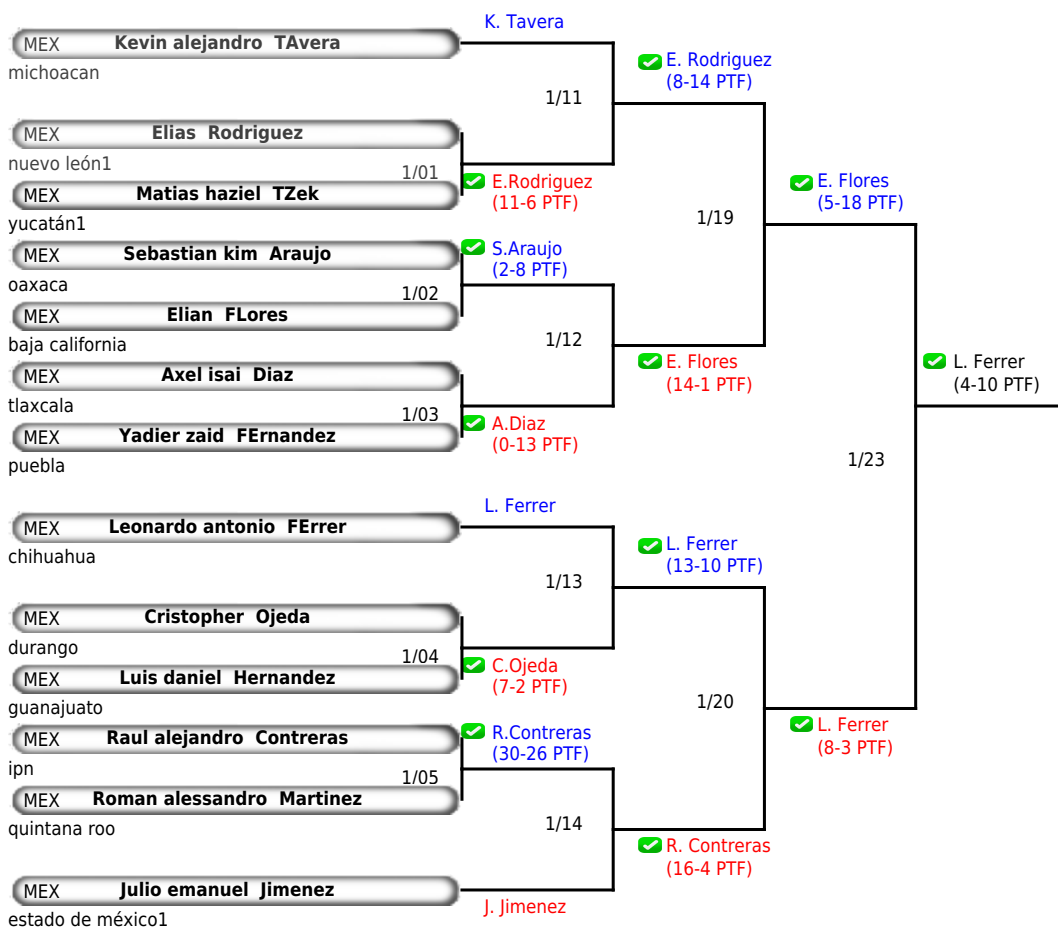 K. Tavera
MEX Kevin alejandro TAvera
michoacan
E. Rodriguez
(8-14 PTF)
1/11
MEX Elias Rodriguez
nuevo león1
1/01
E.Rodriguez
(11-6 PTF)
MEX Matias haziel TZek
yucatán1
E. Flores
(5-18 PTF)
1/19
MEX Sebastian kim Araujo
oaxaca
S.Araujo
(2-8 PTF)
1/02
MEX Elian FLores
baja california
1/12
E. Flores
(14-1 PTF)
L. Ferrer
(4-10 PTF)
MEX Axel isai Diaz
tlaxcala
1/03
A.Diaz
(0-13 PTF)
MEX Yadier zaid FErnandez
puebla
1/23
L. Ferrer
MEX Leonardo antonio FErrer
chihuahua
L. Ferrer
(13-10 PTF)
1/13
MEX Cristopher Ojeda
durango
1/04
C.Ojeda
(7-2 PTF)
MEX Luis daniel Hernandez
guanajuato
1/20
L. Ferrer
(8-3 PTF)
MEX Raul alejandro Contreras
ipn
R.Contreras
(30-26 PTF)
1/05
MEX Roman alessandro Martinez
quintana roo
1/14
R. Contreras
(16-4 PTF)
MEX Julio emanuel Jimenez
estado de méxico1
J. Jimenez